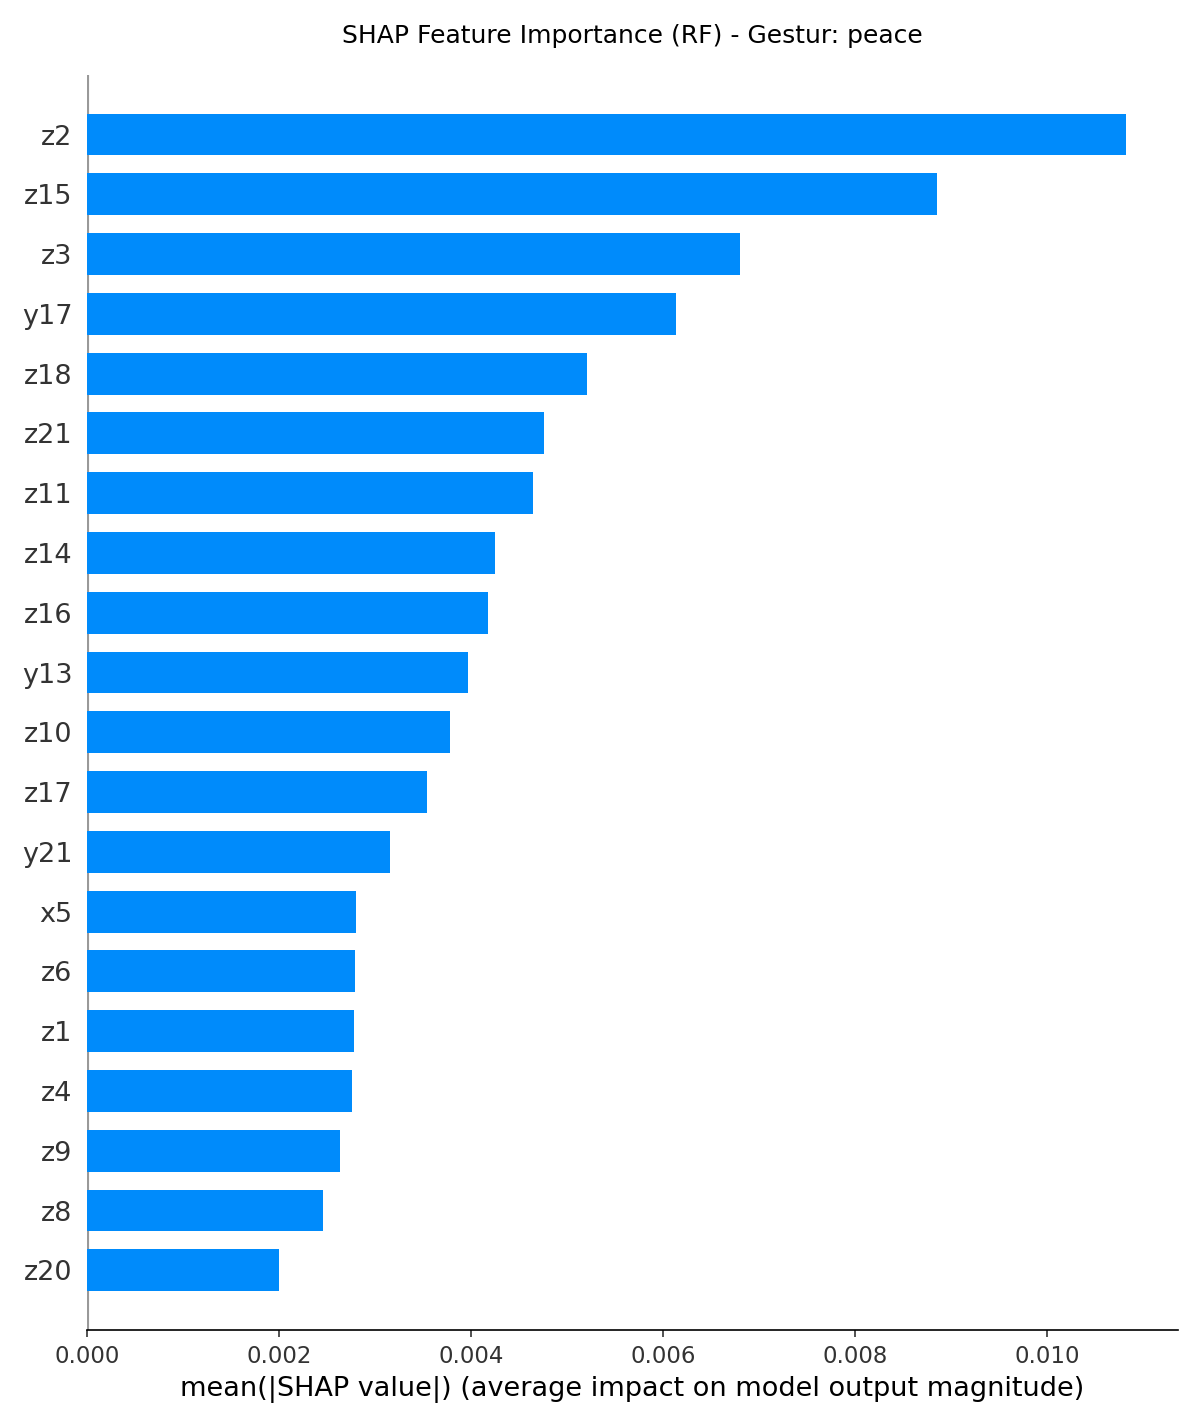 SHAP Feature Importance (RF) - Gestur: peace
z2
z15
z3
y17
z18
z21
z11
z14
z16
y13
z10
z17
y21
x5
z6
z1
z4
z9
z8
z20
0.000 0.002 0.004 0.006 0.008 0.010
mean(|SHAP value|) (average impact on model output magnitude)